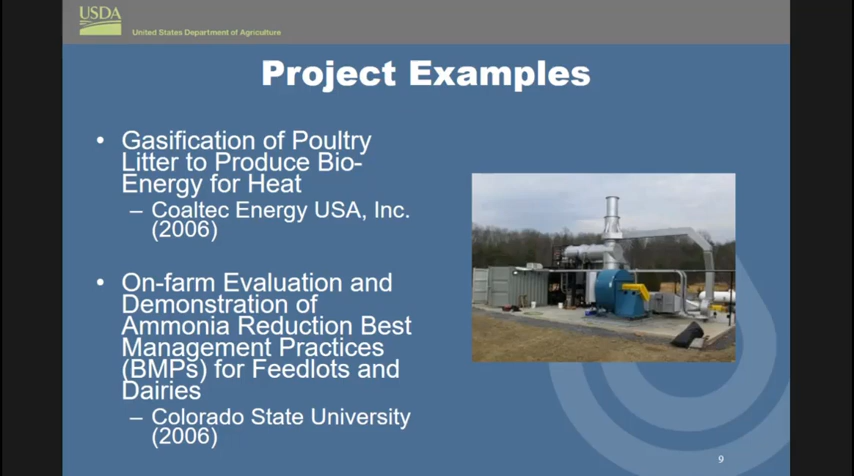 USDA
United States Department of Agriculture
Project Examples
• Gasification of Poultry
Litter to Produce Bio-
Energy for Heat
– Coaltec Energy USA, Inc.
(2006)
• On-farm Evaluation and
Demonstration of
Ammonia Reduction Best
Management Practices
(BMPs) for Feedlots and
Dairies
– Colorado State University
(2006)
9